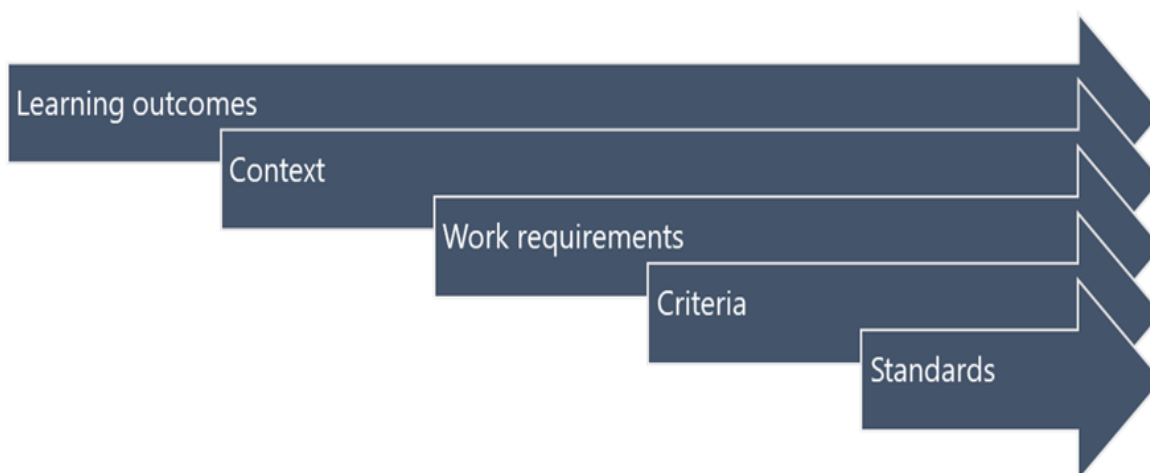 Learning outcomes
Context
Work requirements
Criteria
Standards